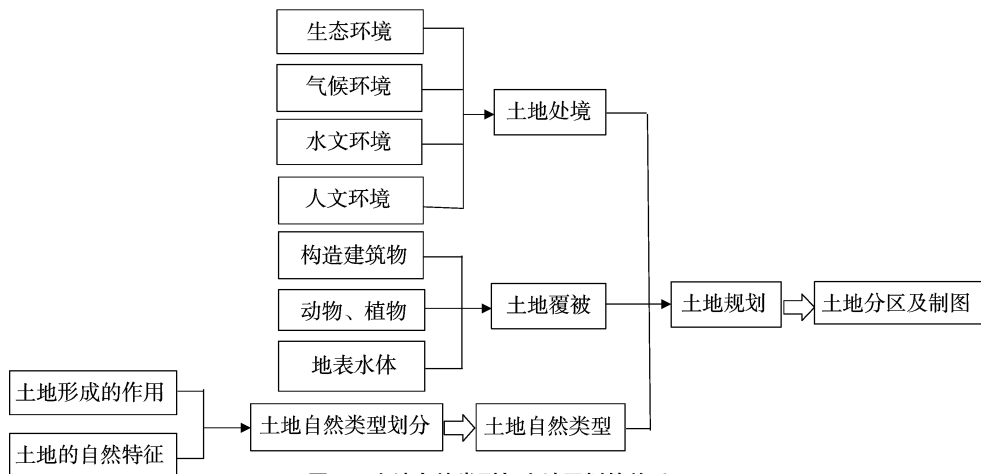 生态环境
气候环境
水文环境
人文环境
土地处境
构造建筑物
动物、植物
地表水体
土地覆被
土地规划
土地分区及制图
土地形成的作用
土地的自然特征
土地自然类型划分
土地自然类型